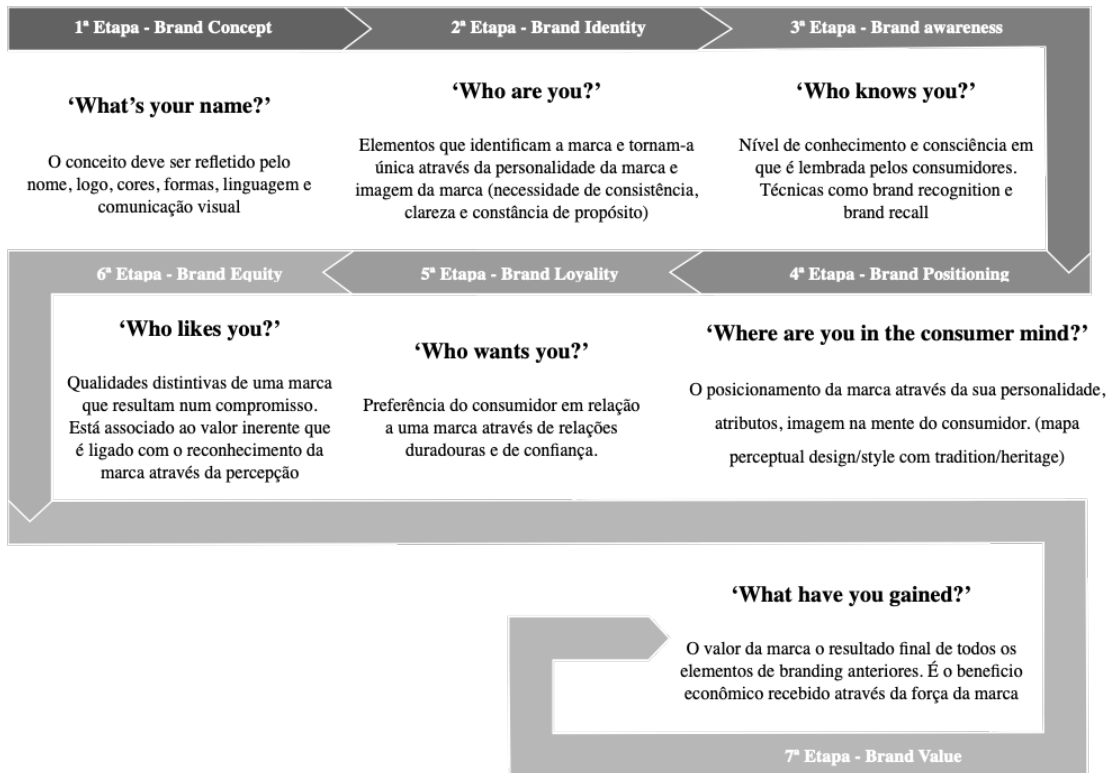 1ª Etapa - Brand Concept
2ª Etapa - Brand Identity
3ª Etapa - Brand awareness
‘What’s your name?’
O conceito deve ser refletido pelo
nome, logo, cores, formas, linguagem e
comunicação visual
‘Who are you?’
Elementos que identificam a marca e tornam-a
única através da personalidade da marca e
imagem da marca (necessidade de consistência,
clareza e constância de propósito)
‘Who knows you?’
Nível de conhecimento e consciência em
que é lembrada pelos consumidores.
Técnicas como brand recognition e
brand recall
4ª Etapa - Brand Positioning
‘Where are you in the consumer mind?’
O posicionamento da marca através da sua personalidade,
atributos, imagem na mente do consumidor. (mapa
perceptual design/style com tradition/heritage)
5ª Etapa - Brand Loyality
‘Who wants you?’
Preferência do consumidor em relação
a uma marca através de relações
duradouras e de confiança.
6ª Etapa - Brand Equity
‘Who likes you?’
Qualidades distintivas de uma marca
que resultam num compromisso.
Está associado ao valor inerente que
é ligado com o reconhecimento da
marca através da percepção
‘What have you gained?’
O valor da marca o resultado final de todos os
elementos de branding anteriores. É o beneficio
econômico recebido através da força da marca
7ª Etapa - Brand Value